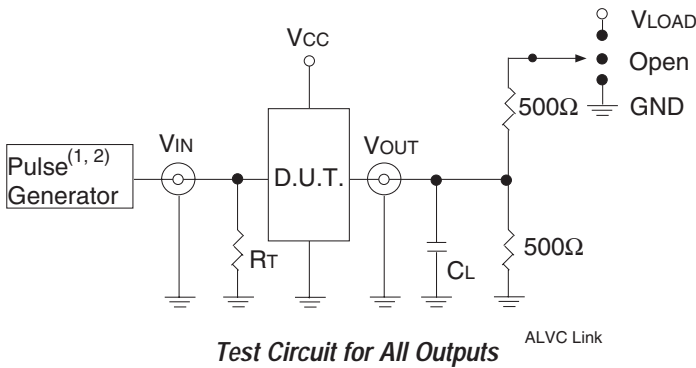 VLOAD
VCC
Open
500Ω
GND
VIN
VOUT
Pulse(1, 2)
Generator
D.U.T.
RT
CL
500Ω
ALVC Link
Test Circuit for All Outputs